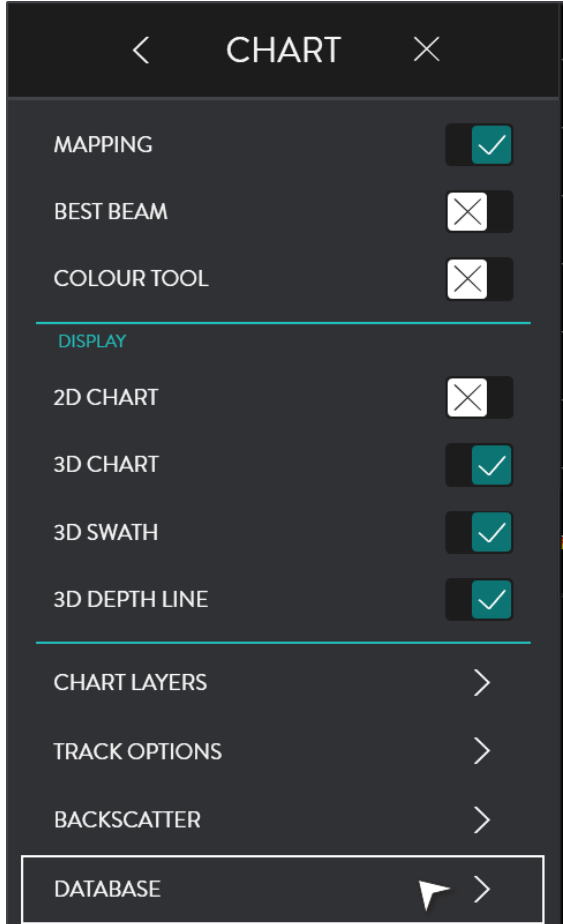 CHART
MAPPING
BEST BEAM
COLOUR TOOL
DISPLAY
2D CHART
3D CHART
3D SWATH
3D DEPTH LINE
CHART LAYERS
TRACK OPTIONS
BACKSCATTER
DATABASE